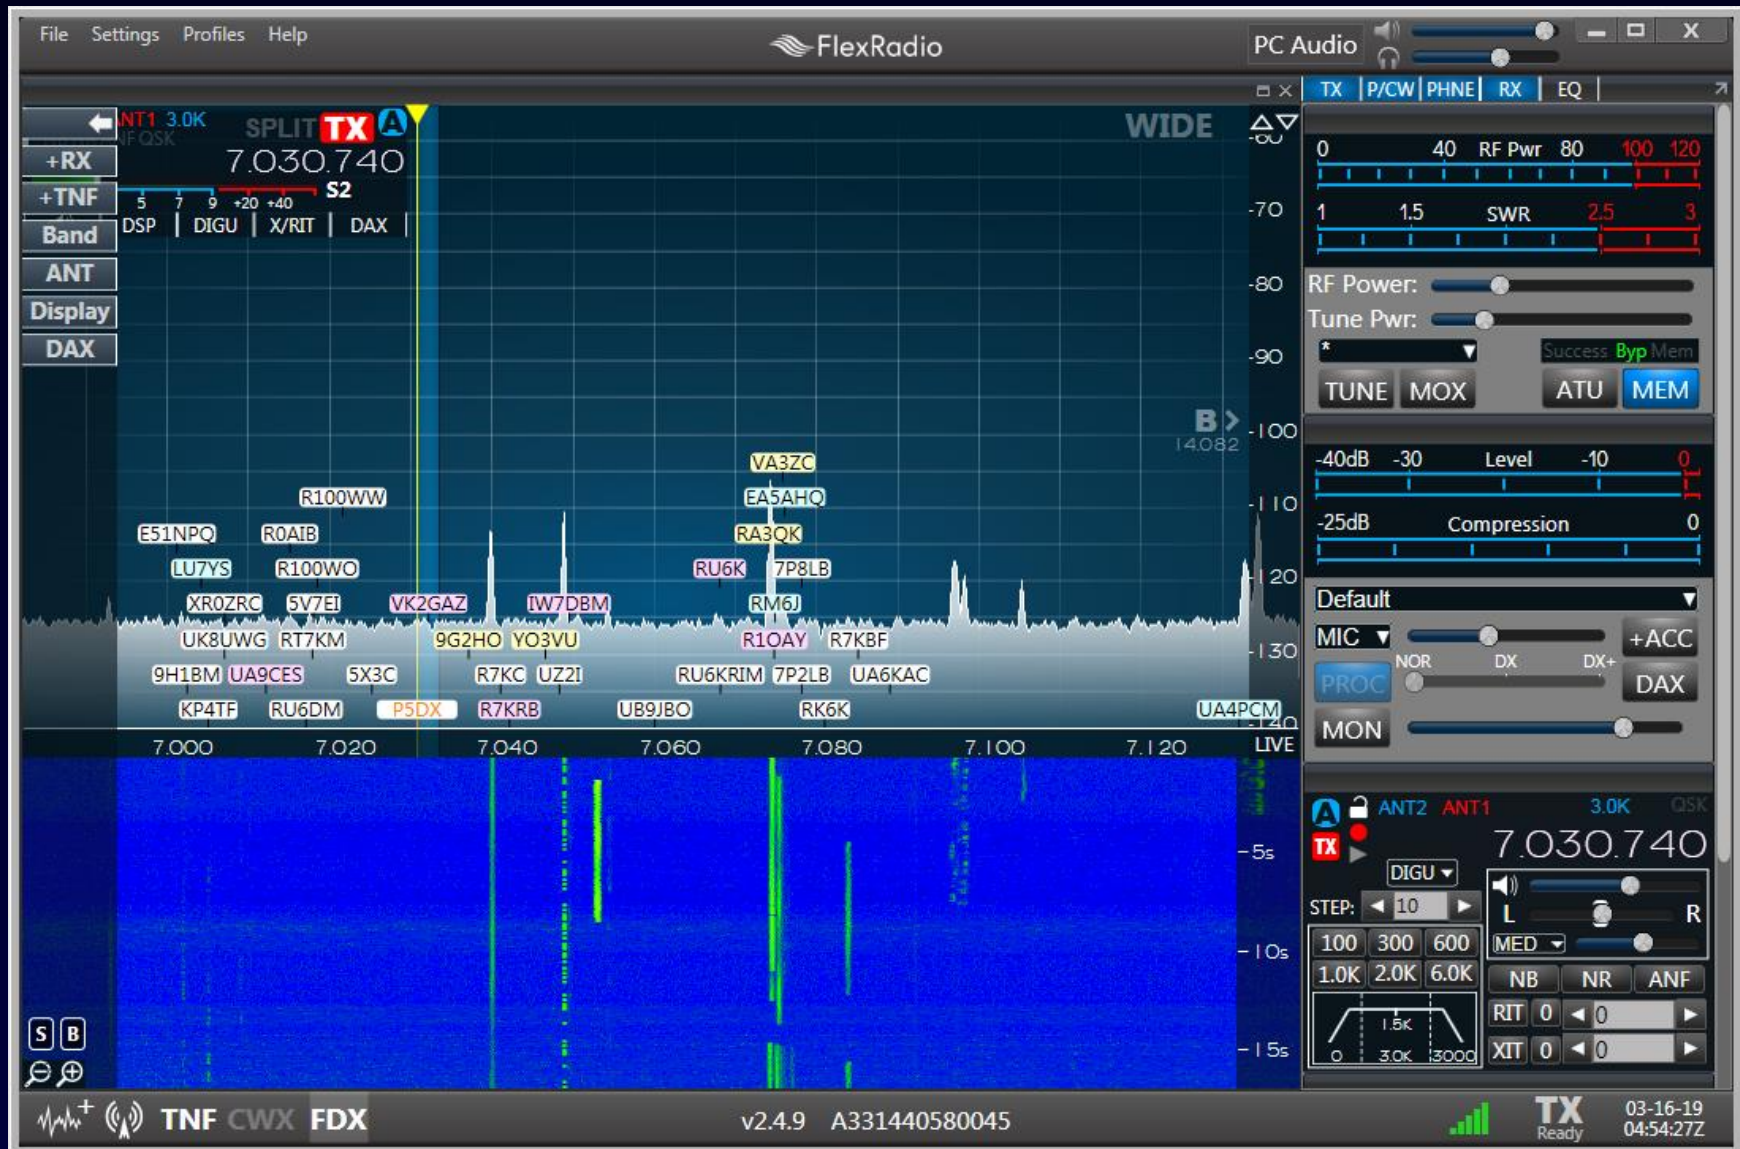 File Settings Profiles Help
FlexRadio
PC Audio
X
TX P/CW PHNE RX EQ
ANT1 3.0K
SPLIT TX A
WIDE
QSK
7.030.740
+RX
+TNF
Band
ANT
Display
DAX
5 7 9 +20 +40 S2
DSP DIGU X/RIT DAX
-60
-70
-80
-90
-100
-110
-120
-130
-140
B >
14.082
VA3ZC
R100WW EA5AHQ
E51NPQ R0AIB RA3QK
LU7YS R100WO RU6K 7P8LB
XR0ZRC 5V7EI VK2GAZ IW7DBM RM6J
UK8UWG RT7KM 9G2HO YO3VU R1OAY R7KBF
9H1BM UA9CES 5X3C R7KC UZ2I RU6KRIM 7P2LB UA6KAC
KP4TF RU6DM P5DX R7KRB UB9JBO RK6K UA4PCM
7.000 7.020 7.040 7.060 7.080 7.100 7.120 LIVE
-5s
-10s
-15s
S B
0 40 RF Pwr 80 100 120
1 1.5 SWR 2.5 3
RF Power:
Tune Pwr:
*
Success Byp Mem
TUNE MOX ATU MEM
-40dB -30 Level -10 0
-25dB Compression 0
Default
MIC +ACC
NOR DX DX+
PROC DAX
MON
A ANT2 ANT1 3.0K QSK
TX 7.030.740
DIGU
STEP: 10
L R
100 300 600
MED
1.0K 2.0K 6.0K
NB NR ANF
1.5K
0 3.0K 3000
RIT 0 0
XIT 0 0
TNF CWX FDX
v2.4.9 A331440580045
TX
Ready
03-16-19
04:54:27Z